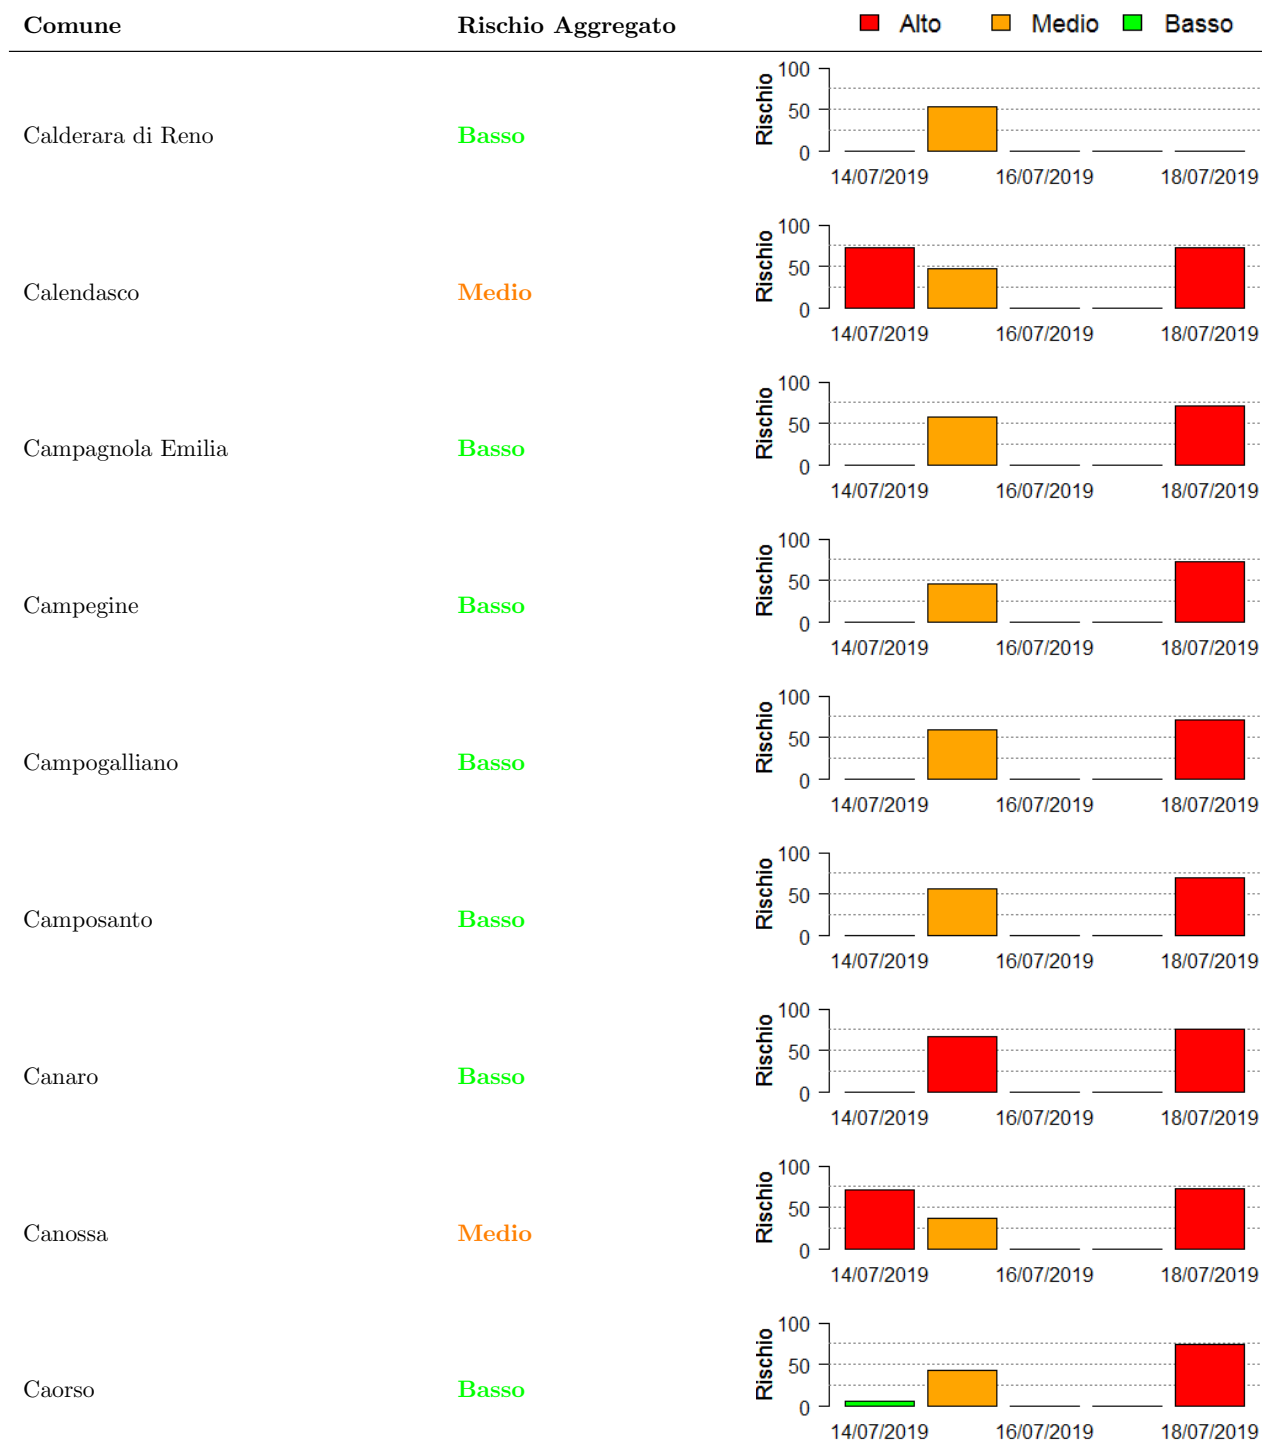 Comune Rischio Aggregato Alto Medio Basso
100
50
0
Rischio
Calderara di Reno Basso
14/07/2019 16/07/2019 18/07/2019
100
50
0
Rischio
Calendasco Medio
14/07/2019 16/07/2019 18/07/2019
100
50
0
Rischio
Campagnola Emilia Basso
14/07/2019 16/07/2019 18/07/2019
100
50
0
Rischio
Campegine Basso
14/07/2019 16/07/2019 18/07/2019
100
50
0
Rischio
Campogalliano Basso
14/07/2019 16/07/2019 18/07/2019
100
50
0
Rischio
Camposanto Basso
14/07/2019 16/07/2019 18/07/2019
100
50
0
Rischio
Canaro Basso
14/07/2019 16/07/2019 18/07/2019
100
50
0
Rischio
Canossa Medio
14/07/2019 16/07/2019 18/07/2019
100
50
0
Rischio
Caorso Basso
14/07/2019 16/07/2019 18/07/2019